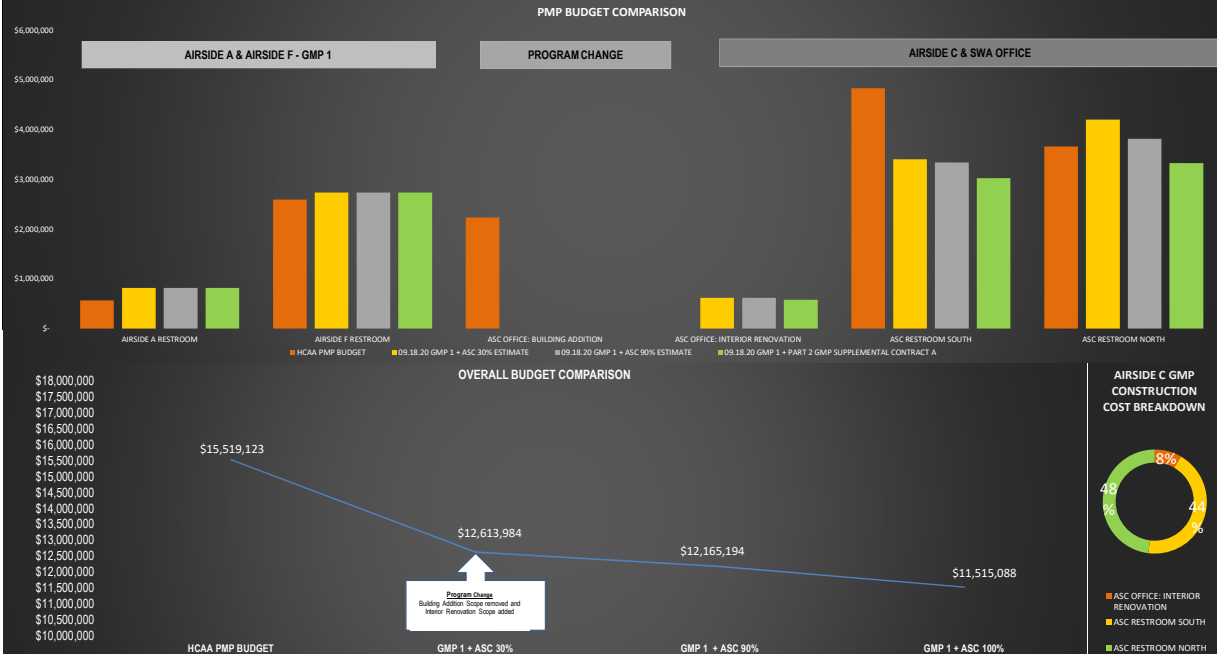 PMP BUDGET COMPARISON
$6,000,000
$5,000,000
$4,000,000
$3,000,000
$2,000,000
$1,000,000
$-
AIRSIDE A & AIRSIDE F - GMP 1
PROGRAM CHANGE
AIRSIDE C & SWA OFFICE
AIRSIDE A RESTROOM
AIRSIDE F RESTROOM
ASC OFFICE: BUILDING ADDITION
ASC OFFICE: INTERIOR RENOVATION
ASC RESTROOM SOUTH
ASC RESTROOM NORTH
HCAA PMP BUDGET
09.18.20 GMP 1 + ASC 30% ESTIMATE
09.18.20 GMP 1 + ASC 90% ESTIMATE
09.18.20 GMP 1 + PART 2 GMP SUPPLEMENTAL CONTRACT A
OVERALL BUDGET COMPARISON
$18,000,000
$17,500,000
$17,000,000
$16,500,000
$16,000,000
$15,500,000
$15,000,000
$14,500,000
$14,000,000
$13,500,000
$13,000,000
$12,500,000
$12,000,000
$11,500,000
$11,000,000
$10,500,000
$10,000,000
$15,519,123
$12,613,984
$12,165,194
$11,515,088
Program Change
Building Addition Scope removed and
Interior Renovation Scope added
HCAA PMP BUDGET
GMP 1 + ASC 30%
GMP 1 + ASC 90%
GMP 1 + ASC 100%
AIRSIDE C GMP
CONSTRUCTION
COST BREAKDOWN
8%
48
%
44
%
ASC OFFICE: INTERIOR
RENOVATION
ASC RESTROOM SOUTH
ASC RESTROOM NORTH